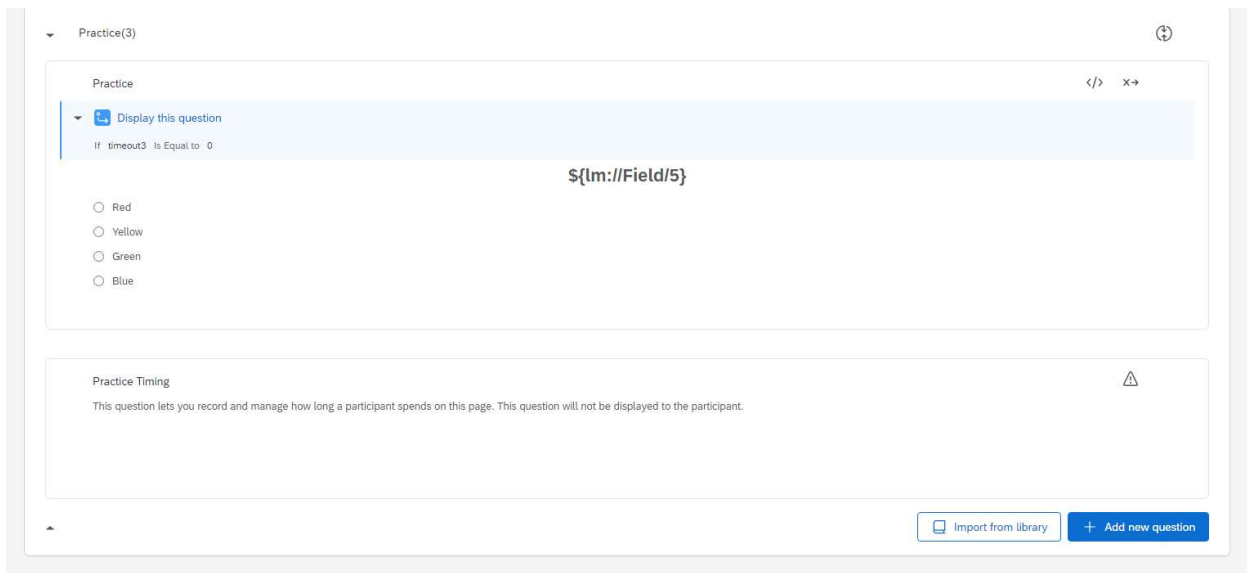 Practice(3)
Practice
Display this question
If timeout3 Is Equal to 0
${lm://Field/5}
Red
Yellow
Green
Blue
Practice Timing
This question lets you record and manage how long a participant spends on this page. This question will not be displayed to the participant.
Import from library
+ Add new question